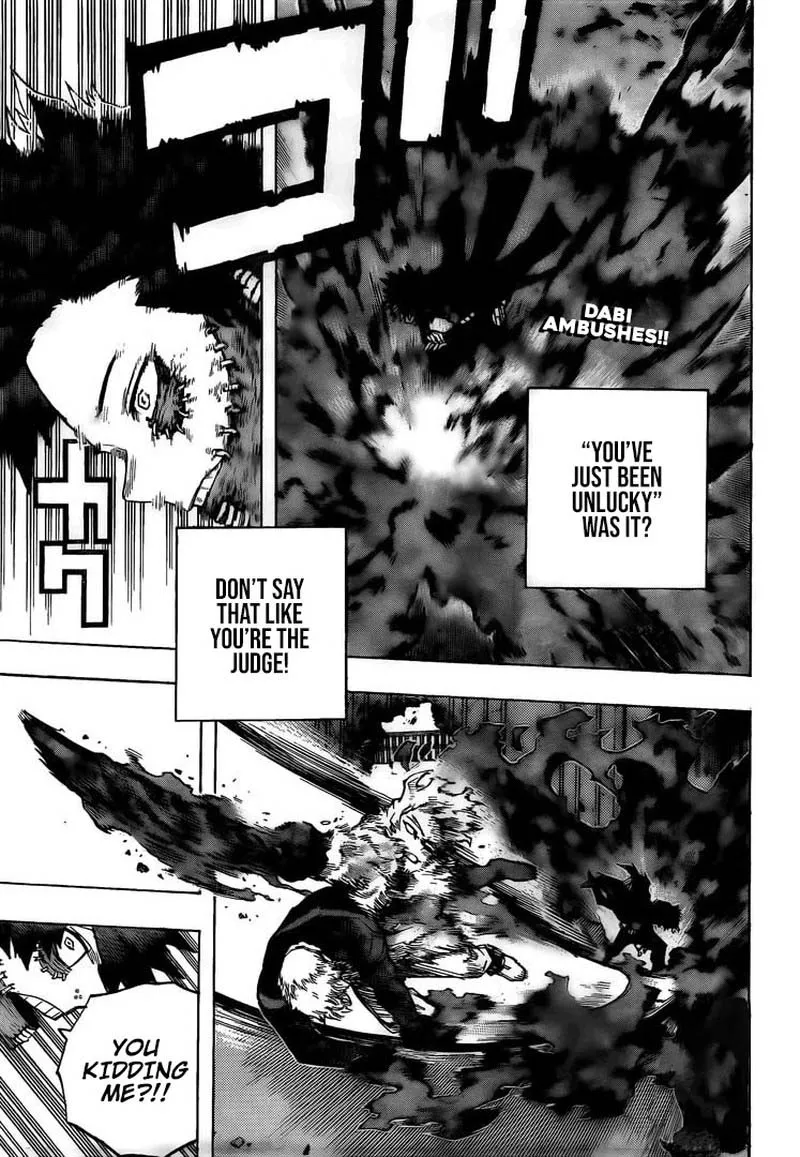 ゴ
DABI
AMBUSHES!!
"YOU'VE
JUST BEEN
UNLUCKY"
WAS IT?
DON'T SAY
THAT LIKE
YOU'RE THE
JUDGE!
YOU
KIDDING
ME?!!